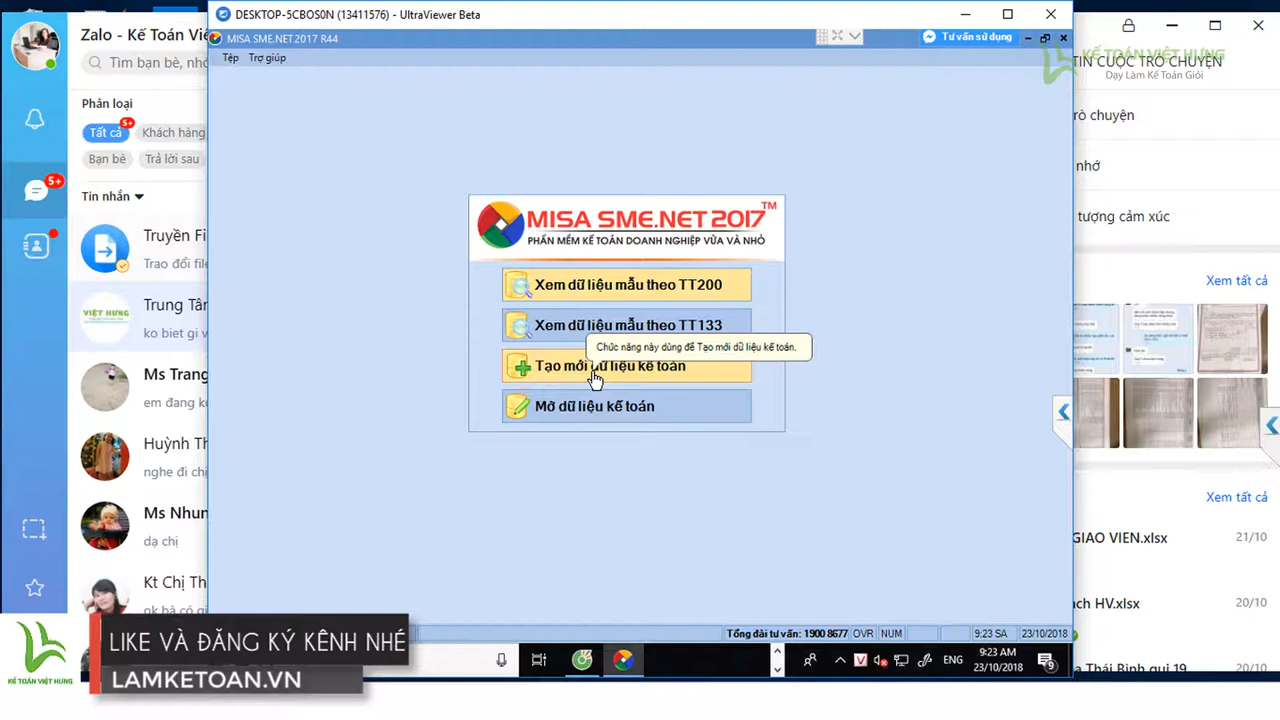 DESKTOP-5CBOS0N (13411576) - UltraViewer Beta
Zalo - Kế Toán Việ
MISA SME.NET 2017 R44
Tư vấn sử dụng
KẾ TOÁN VIỆT HƯNG
Dạy Làm Kế Toán Giỏi
TIN CUỘC TRÒ CHUYỆN
Tệp Trợ giúp
Tìm bạn bè, nhó
Phân loại
Tất cả 5+ Khách hàng
Bạn bè Trả lời sau
5+
Tin nhắn
rò chuyện
nhớ
tượng cảm xúc
Truyền Fi
Trao đổi file
VIỆT HƯNG
Trung Tân
ko biet gi v
Ms Trang
em đang k
Huỳnh Th
nghe đi chị
Ms Nhun
dạ chị
Kt Chị Th
ok bà có gi
MISA SME.NET 2017 TM
PHẦN MỀM KẾ TOÁN DOANH NGHIỆP VỪA VÀ NHỎ
Xem dữ liệu mẫu theo TT200
Xem dữ liệu mẫu theo TT133
Chức năng này dùng để Tạo mới dữ liệu kế toán.
Tạo mới dữ liệu kế toán
Mở dữ liệu kế toán
Xem tất cả
Xem tất cả
GIAO VIEN.xlsx 21/10
ch HV.xlsx 20/10
a Thái Bình quí 19 20/10
Tổng đài tư vấn: 1900 8677 OVR NUM 9:23 SA 23/10/2018
ENG
9:23 AM
23/10/2018
9
KẾ TOÁN VIỆT HƯNG
LIKE VÀ ĐĂNG KÝ KÊNH NHÉ
LAMKETOAN.VN